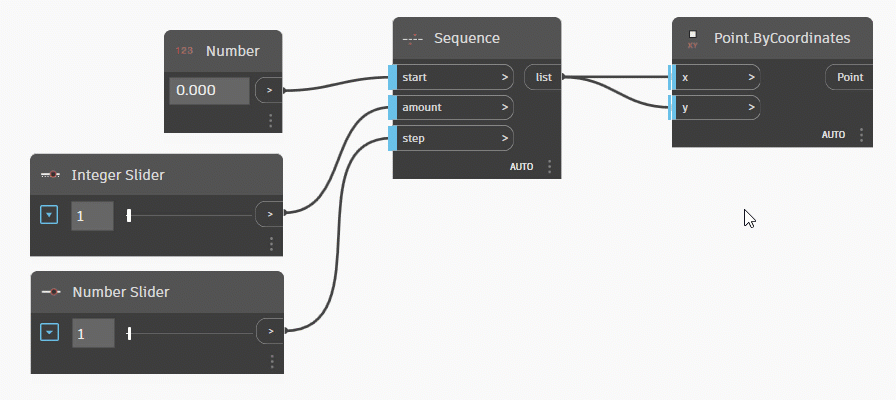 123 Number
0.000 >
Integer Slider
1 >
Number Slider
1 >
Sequence
start > list
amount >
step >
AUTO
XY Point.ByCoordinates
x > Point
y >
AUTO